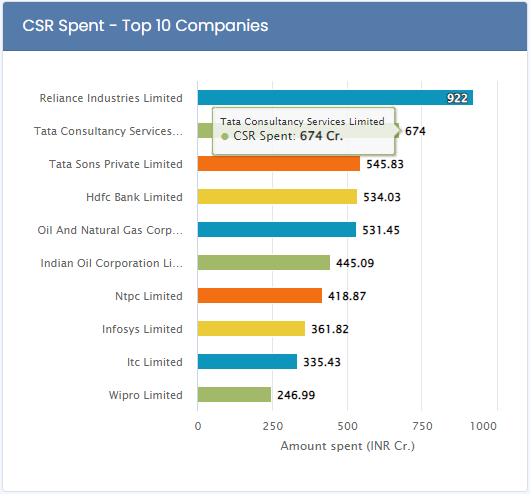 CSR Spent - Top 10 Companies
Reliance Industries Limited 922
Tata Consultancy Services Limited
Tata Consultancy Services... CSR Spent: 674 Cr. 674
Tata Sons Private Limited 545.83
Hdfc Bank Limited 534.03
Oil And Natural Gas Corp... 531.45
Indian Oil Corporation Li... 445.09
Ntpc Limited 418.87
Infosys Limited 361.82
Itc Limited 335.43
Wipro Limited 246.99
0 250 500 750 1000
Amount spent (INR Cr.)